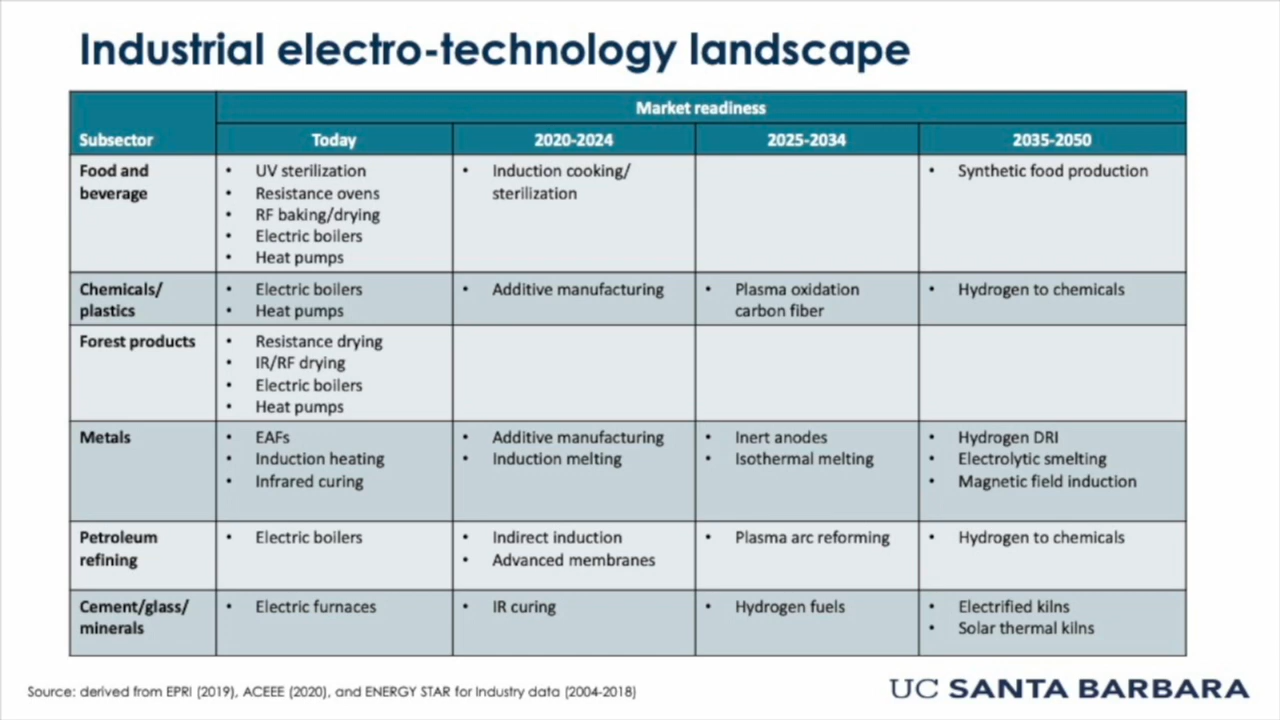 Industrial electro-technology landscape
Market readiness
Subsector
Today
2020-2024
2025-2034
2035-2050
Food and
beverage
• UV sterilization
• Resistance ovens
• RF baking/drying
• Electric boilers
• Heat pumps
• Induction cooking/
sterilization
• Synthetic food production
Chemicals/
plastics
• Electric boilers
• Heat pumps
• Additive manufacturing
• Plasma oxidation
carbon fiber
• Hydrogen to chemicals
Forest products
• Resistance drying
• IR/RF drying
• Electric boilers
• Heat pumps
Metals
• EAFs
• Induction heating
• Infrared curing
• Additive manufacturing
• Induction melting
• Inert anodes
• Isothermal melting
• Hydrogen DRI
• Electrolytic smelting
• Magnetic field induction
Petroleum
refining
• Electric boilers
• Indirect induction
• Advanced membranes
• Plasma arc reforming
• Hydrogen to chemicals
Cement/glass/
minerals
• Electric furnaces
• IR curing
• Hydrogen fuels
• Electrified kilns
• Solar thermal kilns
Source: derived from EPRI (2019), ACEEE (2020), and ENERGY STAR for Industry data (2004-2018)
UC SANTA BARBARA